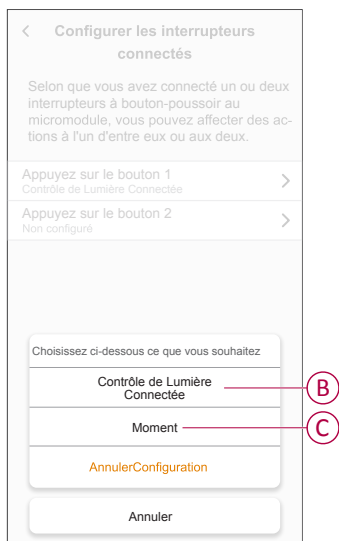 Configurer les interrupteurs
connectés
Selon que vous avez connecté un ou deux
interrupteurs à bouton-poussoir au
micromodule, vous pouvez affecter des ac-
tions à l'un d'entre eux ou aux deux.
Appuyez sur le bouton 1
Contrôle de Lumière Connectée
Appuyez sur le bouton 2
Non configuré
Choisissez ci-dessous ce que vous souhaitez
Contrôle de Lumière
Connectée
B
Moment
C
AnnulerConfiguration
Annuler